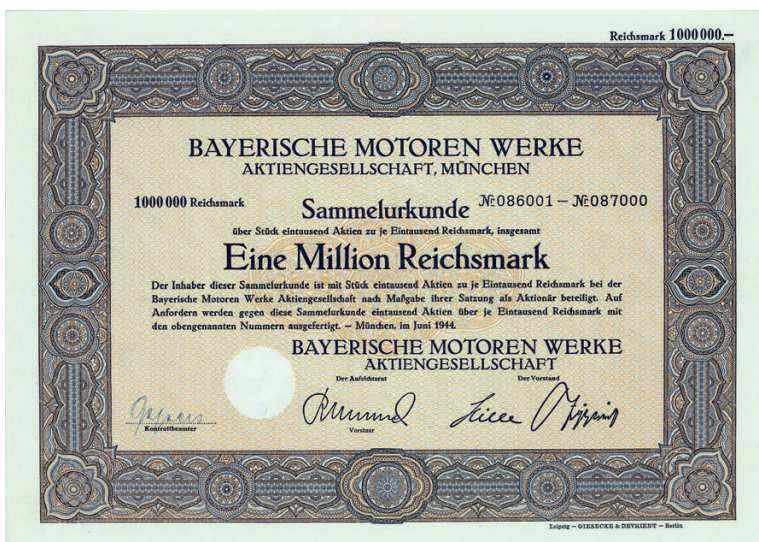 Reichsmark 1000000.—
BAYERISCHE MOTOREN WERKE
AKTIENGESELLSCHAFT, MÜNCHEN
1000000 Reichsmark
Sammelurkunde
№086001 — №087000
über Stück eintausend Aktien zu je Eintausend Reichsmark, insgesamt
Eine Million Reichsmark
Der Inhaber dieser Sammelurkunde ist mit Stück eintausend Aktien zu je Eintausend Reichsmark bei der
Bayerische Motoren Werke Aktiengesellschaft nach Maßgabe ihrer Satzung als Aktionär beteiligt. Auf
Anfordern werden gegen diese Sammelurkunde eintausend Aktien über je Eintausend Reichsmark mit
den obengenannten Nummern ausgefertigt. – München, im Juni 1944.
BAYERISCHE MOTOREN WERKE
AKTIENGESELLSCHAFT
Der Aufsichtsrat
Der Vorstand
Kontrollbeamter
Vorsitzer
Leipzig – GIESECKE & DEVRIENT – Berlin